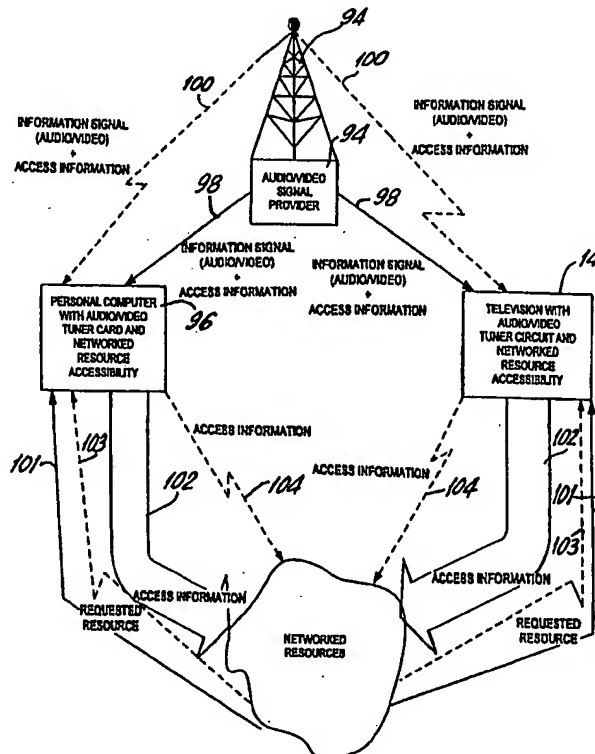 94
100
100
INFORMATION SIGNAL
(AUDIO/VIDEO)
+
ACCESS INFORMATION
INFORMATION SIGNAL
(AUDIO/VIDEO)
+
ACCESS INFORMATION
94
AUDIO/VIDEO
SIGNAL
PROVIDER
98
98
INFORMATION SIGNAL
(AUDIO/VIDEO)
+
ACCESS INFORMATION
INFORMATION SIGNAL
(AUDIO/VIDEO)
+
ACCESS INFORMATION
PERSONAL COMPUTER
WITH AUDIO/VIDEO
TUNER CARD AND
NETWORKED
RESOURCE
ACCESSIBILITY
96
14
TELEVISION WITH
AUDIO/VIDEO
TUNER CIRCUIT AND
NETWORKED
RESOURCE
ACCESSIBILITY
101
103
102
ACCESS INFORMATION
104
ACCESS INFORMATION
104
102
101
103
ACCESS INFORMATION
REQUESTED
RESOURCE
NETWORKED
RESOURCES
ACCESS INFORMATION
REQUESTED
RESOURCE